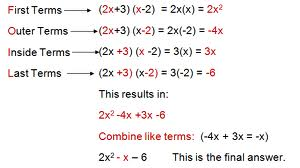 First Terms (2x+3) (x-2) = 2x(x) = 2x²
Outer Terms (2x+3) (x-2) = 2x(-2) = -4x
Inside Terms (2x +3) (x -2) = 3(x) = 3x
Last Terms (2x +3) (x-2) = 3(-2) = -6
This results in:
2x² -4x +3x -6
Combine like terms: (-4x + 3x = -x)
2x² - x – 6 This is the final answer.